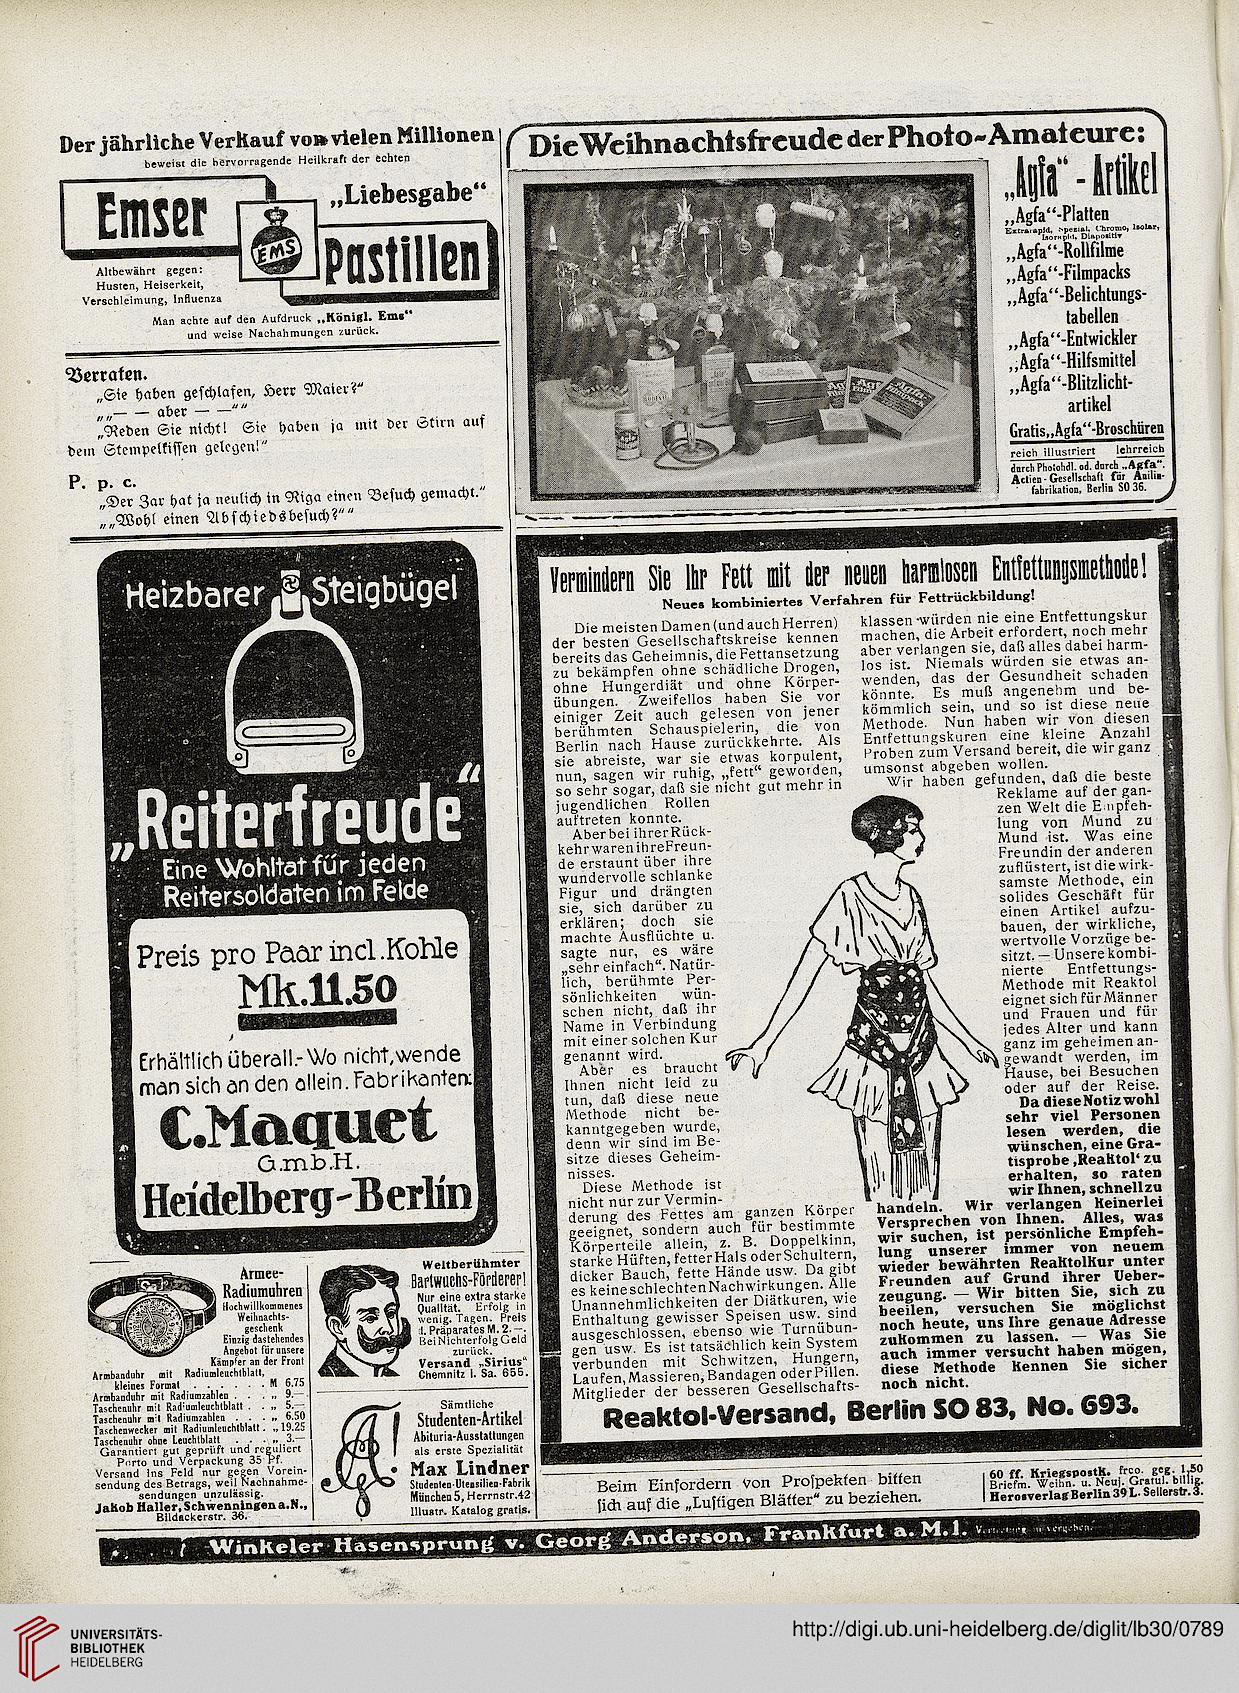 Der jährliche Verkauf von vielen Millionen
beweist die hervorragende Heilkraft der echten
Emser
„Liebesgabe“
EMS
Pastillen
Altbewährt gegen:
Husten, Heiserkeit,
Verschleimung, Influenza
Man achte auf den Aufdruck „Königl. Ems“
und weise Nachahmungen zurück.
Verraten.
„Sie haben geschlafen, Herr Maier?“
„„— — aber — —““
„Reden Sie nicht! Sie haben ja mit der Stirn auf
dem Stempelkissen gelegen!“
P. p. c.
„Der Zar hat ja neulich in Riga einen Besuch gemacht.“
„„Wohl einen Abschiedsbesuch?““
Heizbarer Steigbügel
„Reiterfreude“
Eine Wohltat für jeden
Reitersoldaten im Felde
Preis pro Paar incl. Kohle
Mk. 11.50
Erhältlich überall.- Wo nicht, wende
man sich an den allein. Fabrikanten:
C. Maquet
G.m.b.H.
Heidelberg-Berlin
Armee-
Radiumuhren
Hochwillkommenes
Weihnachts-
geschenk
Einzig dastehendes
Angebot für unsere
Kämpfer an der Front
Armbanduhr mit Radiumleuchtblatt,
kleines Format . . . . . . . M 6.75
Armbanduhr mit Radiumzahlen . . . „ 9.—
Taschenuhr mit Radiumleuchtblatt . . „ 5.—
Taschenuhr mit Radiumzahlen . . . „ 6.50
Taschenwecker mit Radiumleuchtblatt . „ 19.25
Taschenuhr ohne Leuchtblatt . . . „ 3.—
Garantiert gut geprüft und reguliert
Porto und Verpackung 35 Pf.
Versand ins Feld nur gegen Vorein-
sendung des Betrags, weil Nachnahme-
sendungen unzulässig.
Jakob Haller, Schwenningen a.N.,
Bildackerstr. 36.
Weltberühmter
Bartwuchs-Förderer!
Nur eine extra starke
Qualität. Erfolg in
wenig. Tagen. Preis
d. Präparates M. 2.—.
Bei Nichterfolg Geld
zurück.
Versand „Sirius“
Chemnitz I. Sa. 655.
Sämtliche
Studenten-Artikel
Abituria-Ausstattungen
als erste Spezialität
Max Lindner
Studenten-Utensilien-Fabrik
München 5, Herrnstr. 42
Illustr. Katalog gratis.
Die Weihnachtsfreude der Photo-Amateure:
„Agfa“-Artikel
„Agfa“-Platten
Extrarapid, Spezial, Chromo, Isolar,
Isorapid, Diapositiv
„Agfa“-Rollfilme
„Agfa“-Filmpacks
„Agfa“-Belichtungs-
tabellen
„Agfa“-Entwickler
„Agfa“-Hilfsmittel
„Agfa“-Blitzlicht-
artikel
Gratis „Agfa“-Broschüren
reich illustriert lehrreich
durch Photohdl. od. durch „Agfa“.
Actien-Gesellschaft für Anilin-
fabrikation, Berlin SO 36.
Vermindern Sie Ihr Fett mit der neuen harmlosen Entfettungsmethode!
Neues kombiniertes Verfahren für Fettrückbildung!
Die meisten Damen (und auch Herren)
der besten Gesellschaftskreise kennen
bereits das Geheimnis, die Fettansetzung
zu bekämpfen ohne schädliche Drogen,
ohne Hungerdiät und ohne Körper-
übungen. Zweifellos haben Sie vor
einiger Zeit auch gelesen von jener
berühmten Schauspielerin, die von
Berlin nach Hause zurückkehrte. Als
sie abreiste, war sie etwas korpulent,
nun, sagen wir ruhig, „fett“ geworden,
so sehr sogar, daß sie nicht gut mehr in
jugendlichen Rollen
auftreten konnte.
Aber bei ihrer Rück-
kehr waren ihre Freun-
de erstaunt über ihre
wundervolle schlanke
Figur und drängten
sie, sich darüber zu
erklären; doch sie
machte Ausflüchte u.
sagte nur, es wäre
„sehr einfach“. Natür-
lich, berühmte Per-
sönlichkeiten wün-
schen nicht, daß ihr
Name in Verbindung
mit einer solchen Kur
genannt wird.
Aber es braucht
Ihnen nicht leid zu
tun, daß diese neue
Methode nicht be-
kanntgegeben wurde,
denn wir sind im Be-
sitze dieses Geheim-
nisses.
Diese Methode ist
nicht nur zur Vermin-
derung des Fettes am ganzen Körper
geeignet, sondern auch für bestimmte
Körperteile allein, z. B. Doppelkinn,
starke Hüften, fetter Hals oder Schultern,
dicker Bauch, fette Hände usw. Da gibt
es keine schlechten Nachwirkungen. Alle
Unannehmlichkeiten der Diätkuren, wie
Enthaltung gewisser Speisen usw. sind
ausgeschlossen, ebenso wie Turnübun-
gen usw. Es ist tatsächlich kein System
verbunden mit Schwitzen, Hungern,
Laufen, Massieren, Bandagen oder Pillen.
Mitglieder der besseren Gesellschafts-
klassen würden nie eine Entfettungskur
machen, die Arbeit erfordert, noch mehr
aber verlangen sie, daß alles dabei harm-
los ist. Niemals würden sie etwas an-
wenden, das der Gesundheit schaden
könnte. Es muß angenehm und be-
kömmlich sein, und so ist diese neue
Methode. Nun haben wir von diesen
Entfettungskuren eine kleine Anzahl
Proben zum Versand bereit, die wir ganz
umsonst abgeben wollen.
Wir haben gefunden, daß die beste
Reklame auf der gan-
zen Welt die Empfeh-
lung von Mund zu
Mund ist. Was eine
Freundin der anderen
zuflüstert, ist die wirk-
samste Methode, ein
solides Geschäft für
einen Artikel aufzu-
bauen, der wirkliche,
wertvolle Vorzüge be-
sitzt. — Unsere kombi-
nierte Entfettungs-
Methode mit Reaktol
eignet sich für Männer
und Frauen und für
jedes Alter und kann
ganz im geheimen an-
gewandt werden, im
Hause, bei Besuchen
oder auf der Reise.
Da diese Notiz wohl
sehr viel Personen
lesen werden, die
wünschen, eine Gra-
tisprobe ‚Reaktol‘ zu
erhalten, so raten
wir Ihnen, schnell zu
handeln. Wir verlangen keinerlei
Versprechen von Ihnen. Alles, was
wir suchen, ist persönliche Empfeh-
lung unserer immer von neuem
wieder bewährten Reaktolkur unter
Freunden auf Grund ihrer Ueber-
zeugung. — Wir bitten Sie, sich zu
beeilen, versuchen Sie möglichst
noch heute, uns Ihre genaue Adresse
zukommen zu lassen. — Was Sie
auch immer versucht haben mögen,
diese Methode kennen Sie sicher
noch nicht.
Reaktol-Versand, Berlin SO 83, No. 693.
Beim Einfordern von Prospekten bitten
sich auf die „Lustigen Blätter“ zu beziehen.
60 ff. Kriegspostk. frco. geg. 1,50
Briefm. Weihn. u. Neuj. Gratul. billig.
Herosverlag Berlin 39 L. Sellerstr. 3.
Winkeler Hasensprung v. Georg Anderson, Frankfurt a. M. 1.
UNIVERSITÄTS-
BIBLIOTHEK
HEIDELBERG
http://digi.ub.uni-heidelberg.de/diglit/lb30/0789